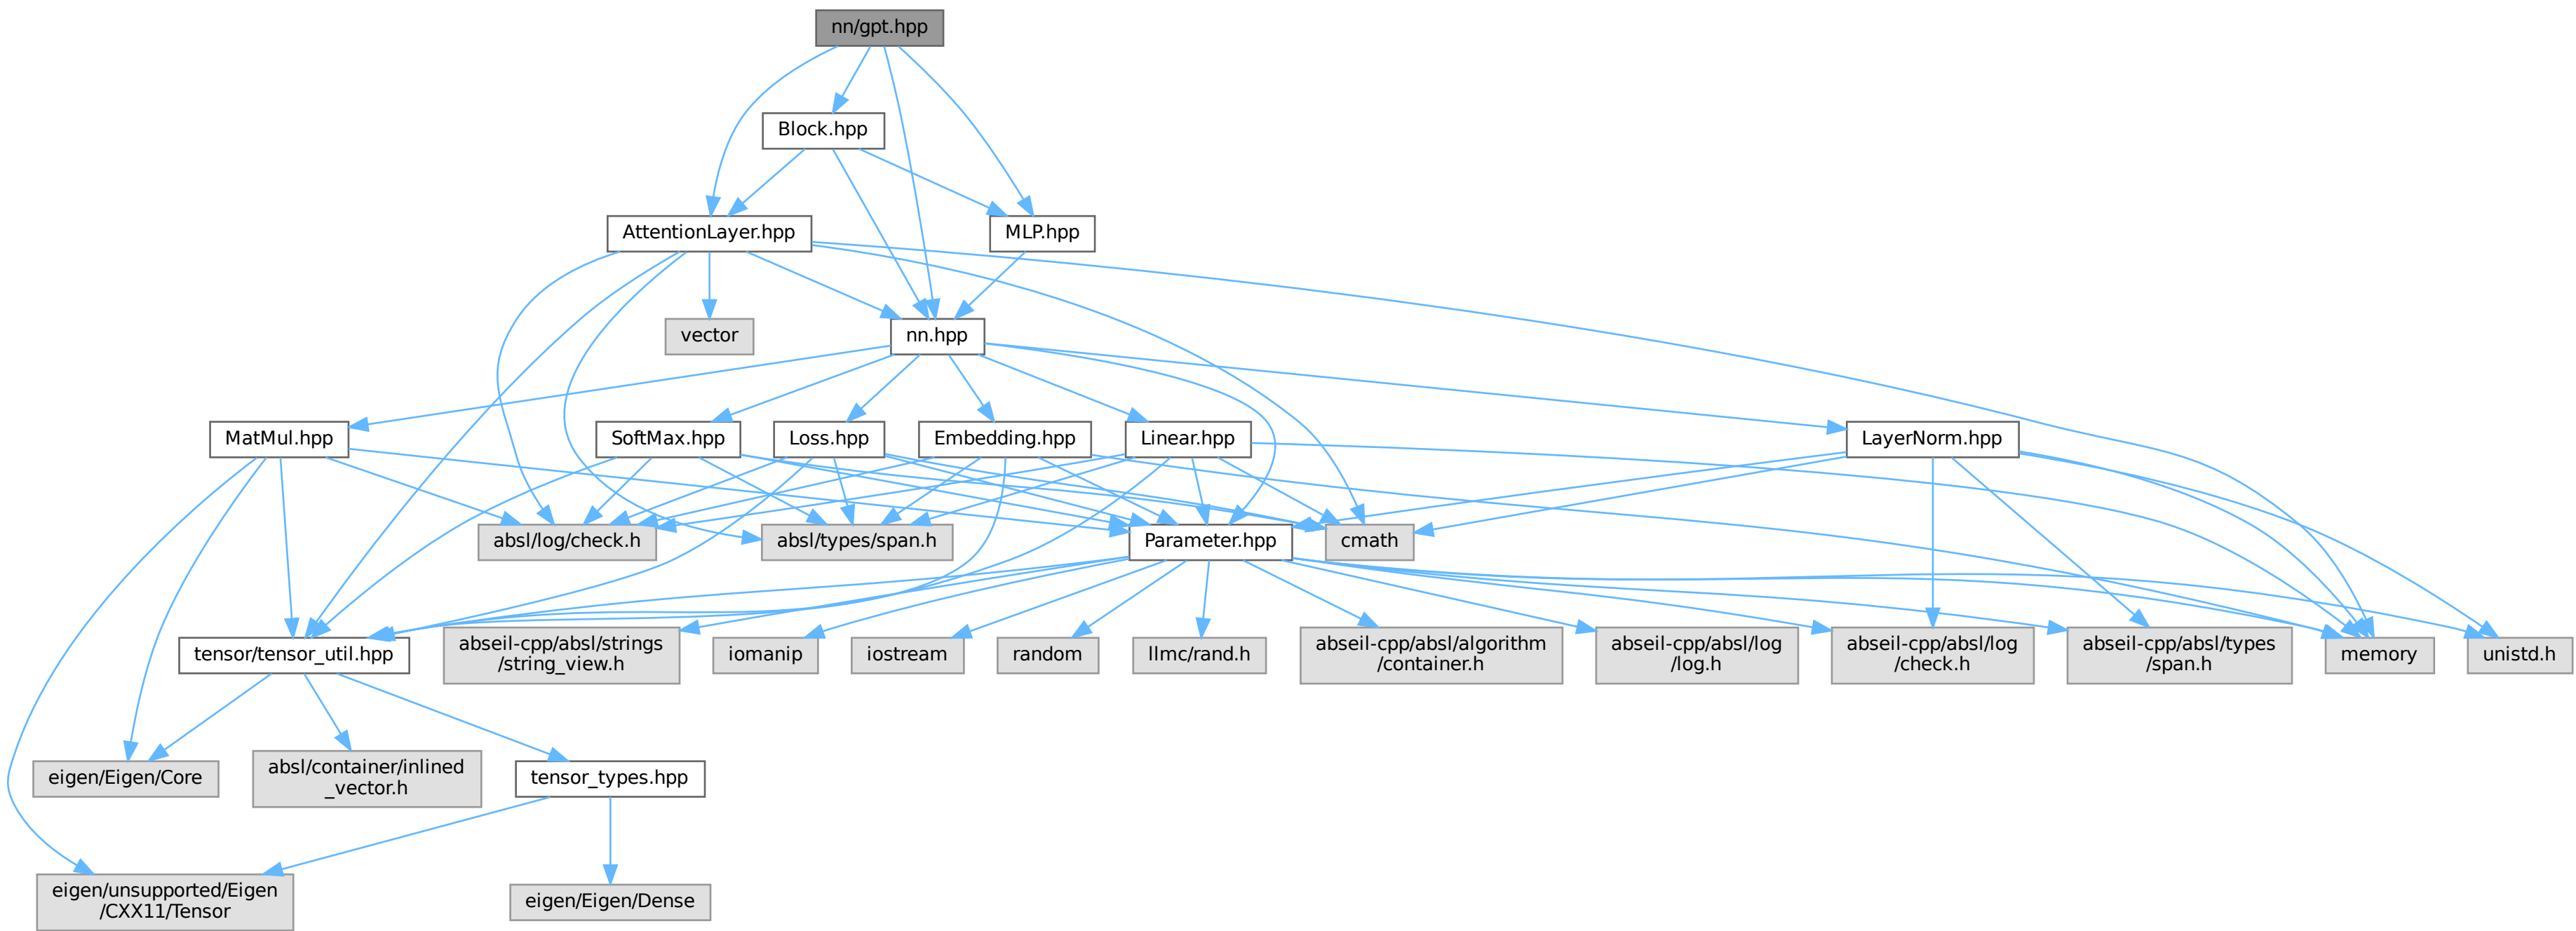 nn/gpt.hpp
Block.hpp
AttentionLayer.hpp
MLP.hpp
vector
nn.hpp
MatMul.hpp
SoftMax.hpp
Loss.hpp
Embedding.hpp
Linear.hpp
LayerNorm.hpp
absl/log/check.h
absl/types/span.h
Parameter.hpp
cmath
tensor/tensor_util.hpp
abseil-cpp/absl/strings
/string_view.h
iomanip
iostream
random
llmc/rand.h
abseil-cpp/absl/algorithm
/container.h
abseil-cpp/absl/log
/log.h
abseil-cpp/absl/log
/check.h
abseil-cpp/absl/types
/span.h
memory
unistd.h
eigen/Eigen/Core
absl/container/inlined
_vector.h
tensor_types.hpp
eigen/unsupported/Eigen
/CXX11/Tensor
eigen/Eigen/Dense